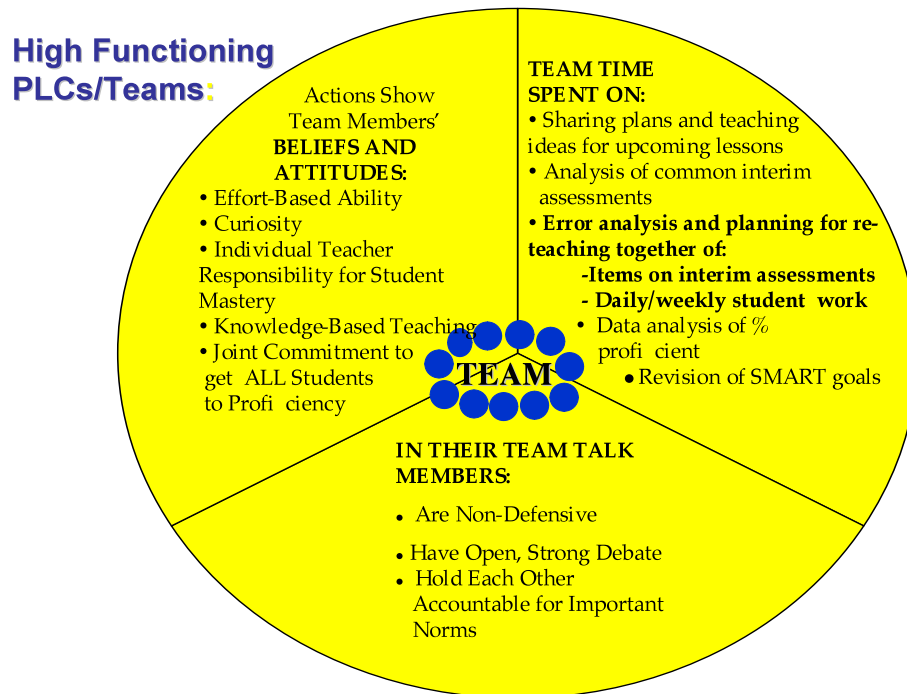 High Functioning
PLCs/Teams:
Actions Show
Team Members’
BELIEFS AND
ATTITUDES:
• Effort-Based Ability
• Curiosity
• Individual Teacher
Responsibility for Student
Mastery
• Knowledge-Based Teaching
• Joint Commitment to
get ALL Students
to Profi ciency
TEAM TIME
SPENT ON:
• Sharing plans and teaching
ideas for upcoming lessons
• Analysis of common interim
assessments
• Error analysis and planning for re-
teaching together of:
-Items on interim assessments
- Daily/weekly student work
• Data analysis of %
profi cient
• Revision of SMART goals
TEAM
IN THEIR TEAM TALK
MEMBERS:
• Are Non-Defensive
• Have Open, Strong Debate
• Hold Each Other
Accountable for Important
Norms